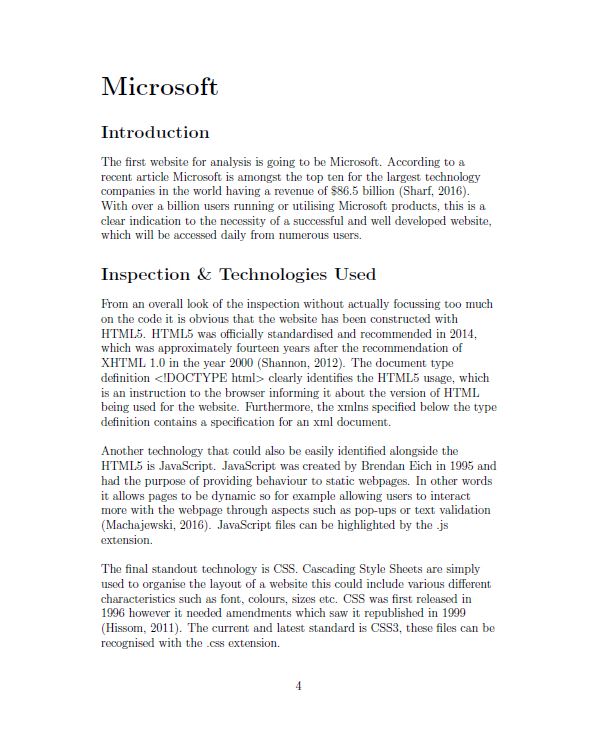 Microsoft
Introduction
The first website for analysis is going to be Microsoft. According to a
recent article Microsoft is amongst the top ten for the largest technology
companies in the world having a revenue of $86.5 billion (Sharf, 2016).
With over a billion users running or utilising Microsoft products, this is a
clear indication to the necessity of a successful and well developed website,
which will be accessed daily from numerous users.
Inspection & Technologies Used
From an overall look of the inspection without actually focussing too much
on the code it is obvious that the website has been constructed with
HTML5. HTML5 was officially standardised and recommended in 2014,
which was approximately fourteen years after the recommendation of
XHTML 1.0 in the year 2000 (Shannon, 2012). The document type
definition <!DOCTYPE html> clearly identifies the HTML5 usage, which
is an instruction to the browser informing it about the version of HTML
being used for the website. Furthermore, the xmlns specified below the type
definition contains a specification for an xml document.
Another technology that could also be easily identified alongside the
HTML5 is JavaScript. JavaScript was created by Brendan Eich in 1995 and
had the purpose of providing behaviour to static webpages. In other words
it allows pages to be dynamic so for example allowing users to interact
more with the webpage through aspects such as pop-ups or text validation
(Machajewski, 2016). JavaScript files can be highlighted by the .js
extension.
The final standout technology is CSS. Cascading Style Sheets are simply
used to organise the layout of a website this could include various different
characteristics such as font, colours, sizes etc. CSS was first released in
1996 however it needed amendments which saw it republished in 1999
(Hissom, 2011). The current and latest standard is CSS3, these files can be
recognised with the .css extension.
4